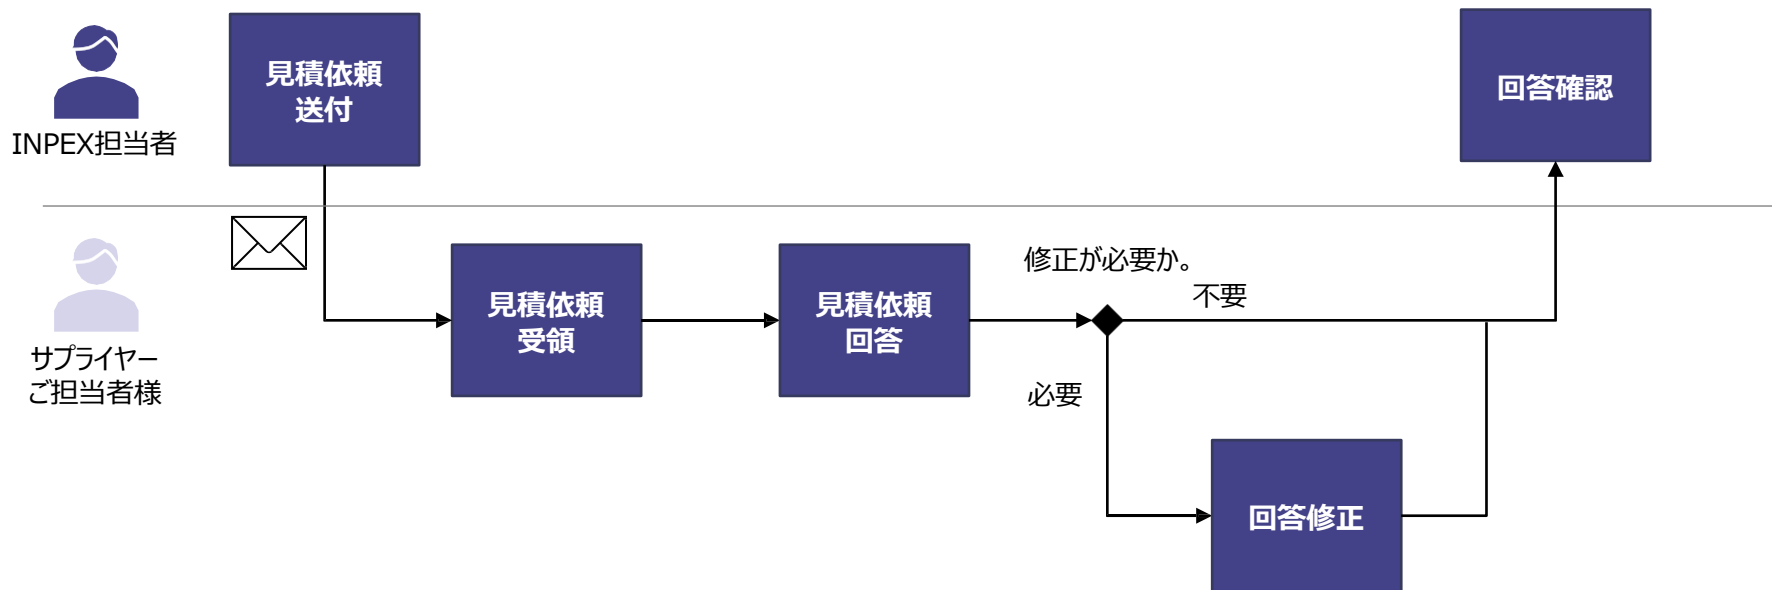 見積依頼
送付
回答確認
INPEX担当者
修正が必要か。
不要
見積依頼
受領
見積依頼
回答
サプライヤー
ご担当者様
必要
回答修正